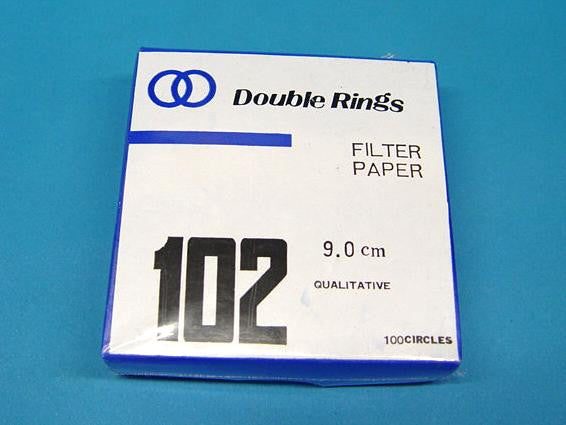 Double Rings
FILTER
PAPER
102
9.0 cm
QUALITATIVE
100CIRCLES